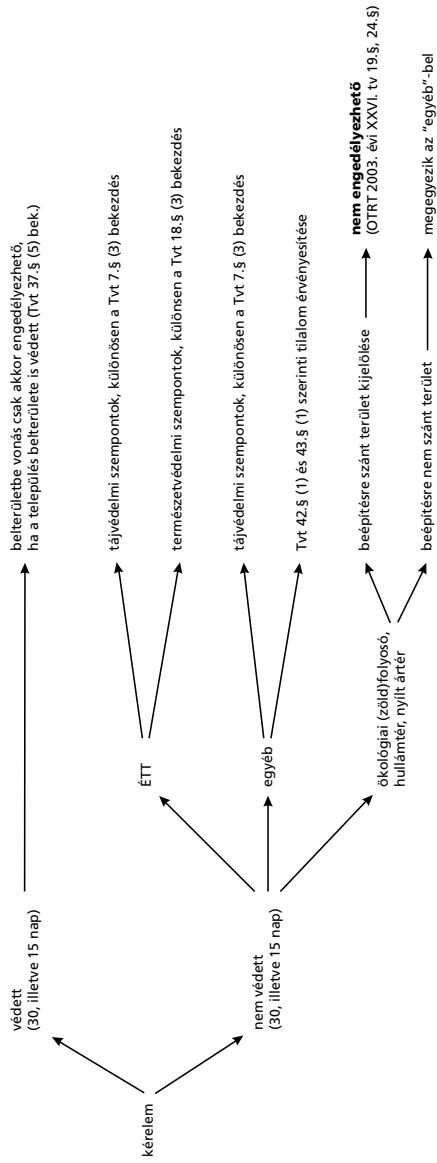 kérelem
védett
(30, illetve 15 nap)
belterületbe vonás csak akkor engedélyezhető,
ha a település belterülete is védett (Tvt 37.§ (5) bek.)
nem védett
(30, illetve 15 nap)
ÉTT
tájvédelmi szempontok, különösen a Tvt 7.§ (3) bekezdés
természetvédelmi szempontok, különsen a Tvt 18.§ (3) bekezdés
egyéb
tájvédelmi szempontok, különösen a Tvt 7.§ (3) bekezdés
Tvt 42.§ (1) és 43.§ (1) szerinti tilalom érvényesítése
ökológiai (zöld)folyosó,
hullámtér, nyílt ártér
beépítésre szánt terület kijelölése
nem engedélyezhető
(OTRT 2003. évi XXVI. tv 19.§, 24.§)
beépítésre nem szánt terület
megegyezik az "egyéb"-bel